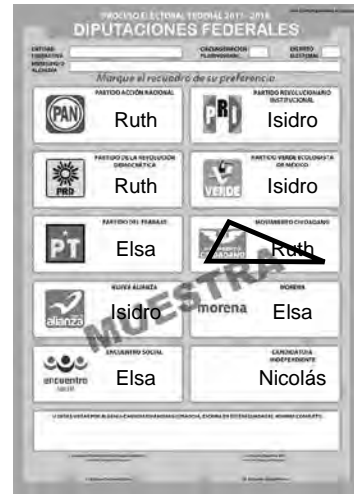 PROCESO ELECTORAL FEDERAL 2017 - 2018
DIPUTACIONES FEDERALES
ENTIDAD FEDERATIVA
CIRCUNSCRIPCIÓN PLURINOMINAL
DISTRITO ELECTORAL
MUNICIPIO O ALCALDÍA
Marque el recuadro de su preferencia
PARTIDO ACCIÓN NACIONAL
PAN
Ruth
PARTIDO REVOLUCIONARIO INSTITUCIONAL
PRI
Isidro
PARTIDO DE LA REVOLUCIÓN DEMOCRÁTICA
PRD
Ruth
PARTIDO VERDE ECOLOGISTA DE MÉXICO
VERDE
Isidro
PARTIDO DEL TRABAJO
PT
Elsa
MOVIMIENTO CIUDADANO
CIUDADANO
Ruth
NUEVA ALIANZA
alianza
Isidro
MORENA
morena
Elsa
ENCUENTRO SOCIAL
encuentro
social
Elsa
CANDIDATURA INDEPENDIENTE
Nicolás
MUESTRA